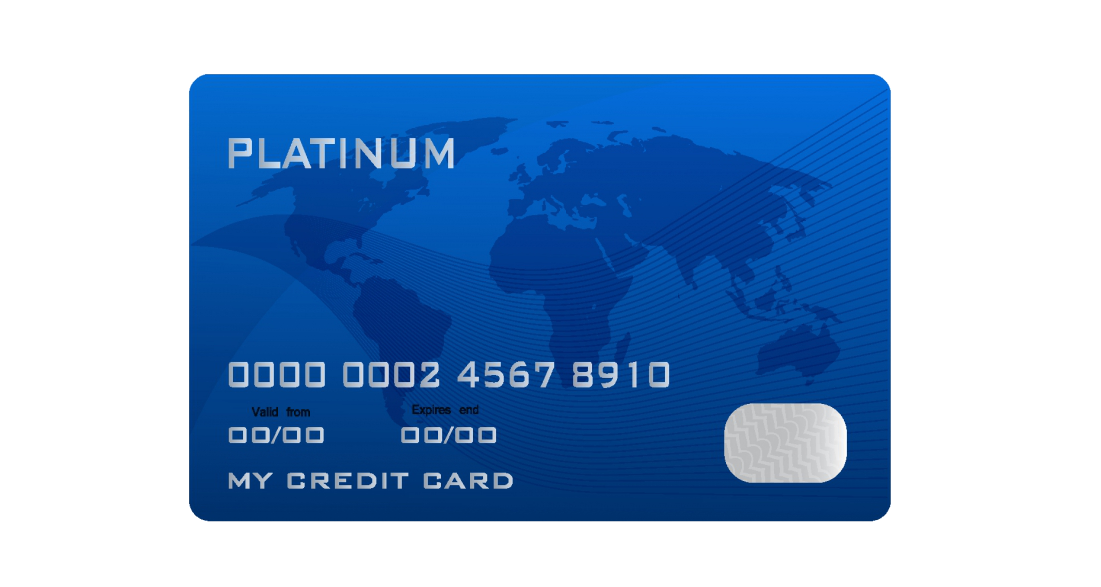 PLATINUM
0000 0002 4567 8910
Valid from Expires end
00/00 00/00
MY CREDIT CARD